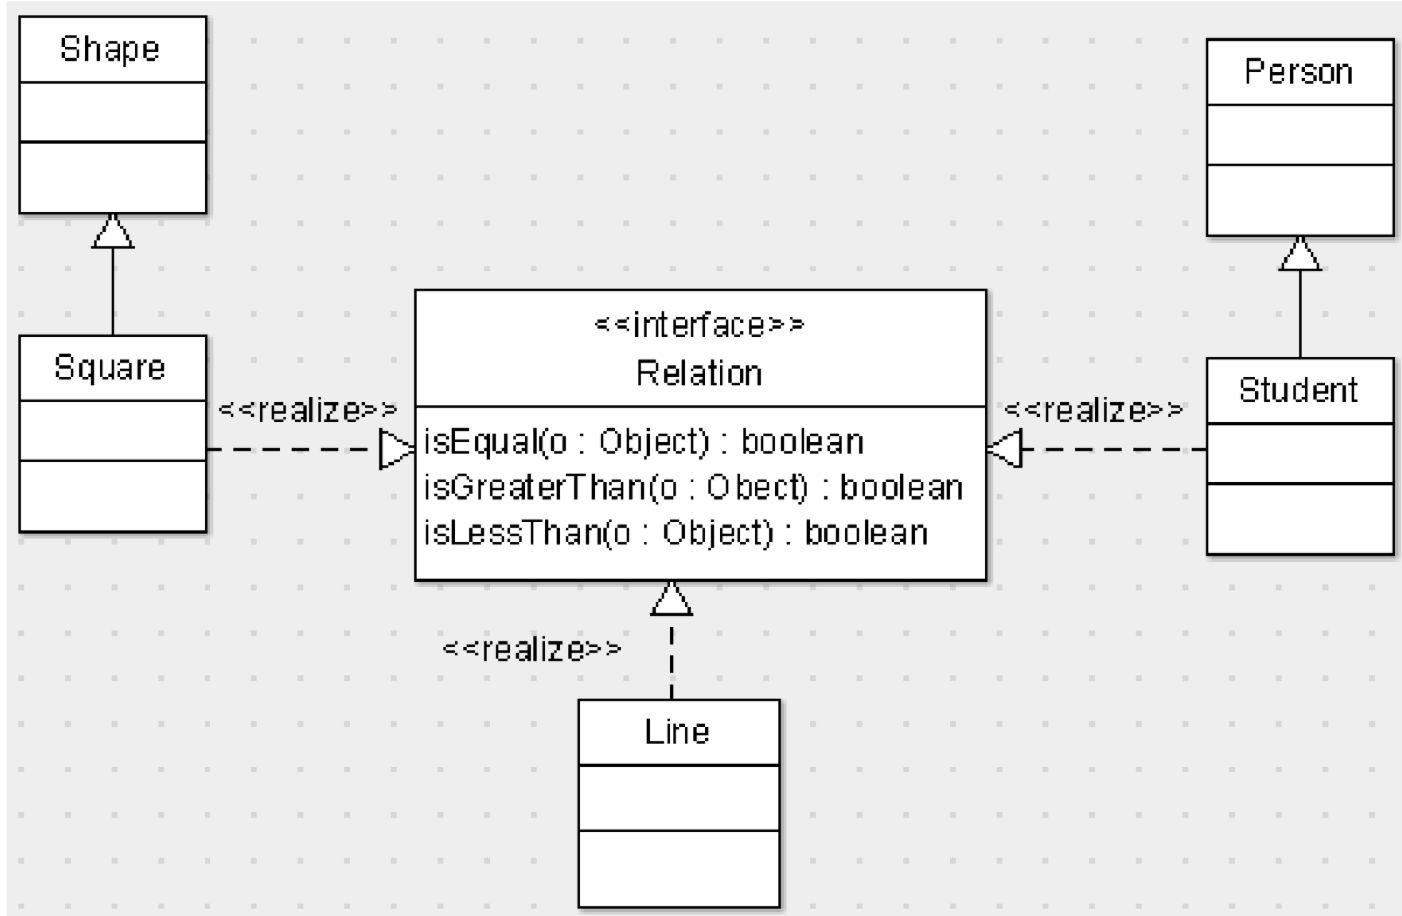 Shape
Person
Square
<<realize>>
<<interface>>
Relation
isEqual(o : Object) : boolean
isGreaterThan(o : Obect) : boolean
isLessThan(o : Object) : boolean
<<realize>>
Student
<<realize>>
Line